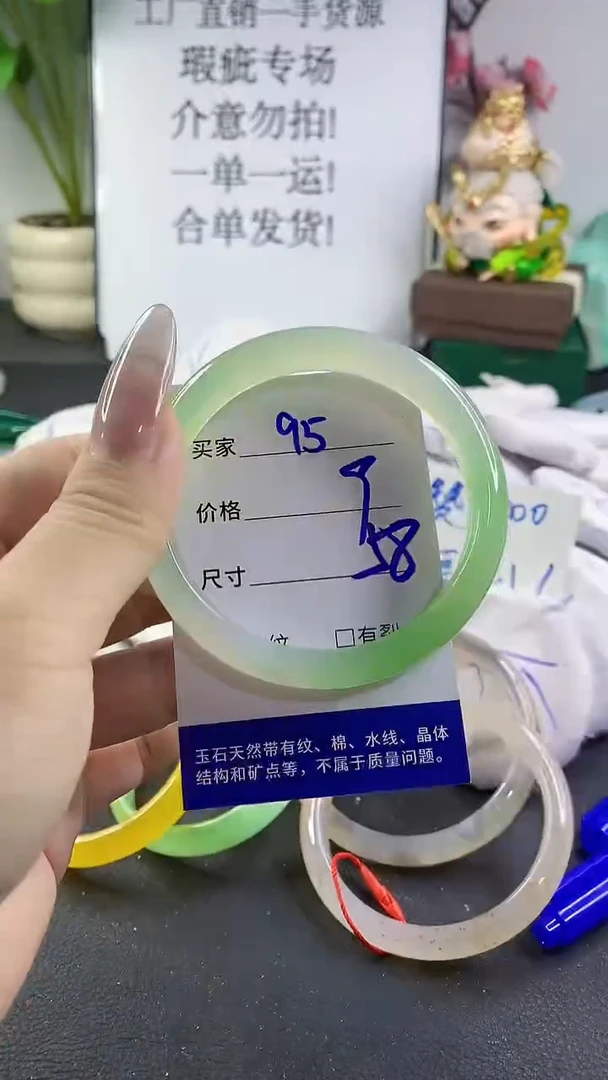 工厂直销一手货源
瑕疵专场
介意勿拍!
一单一运!
合单发货!
买家 95
价格
尺寸 58
纹 □有裂
玉石天然带有纹、棉、水线、晶体
结构和矿点等，不属于质量问题。